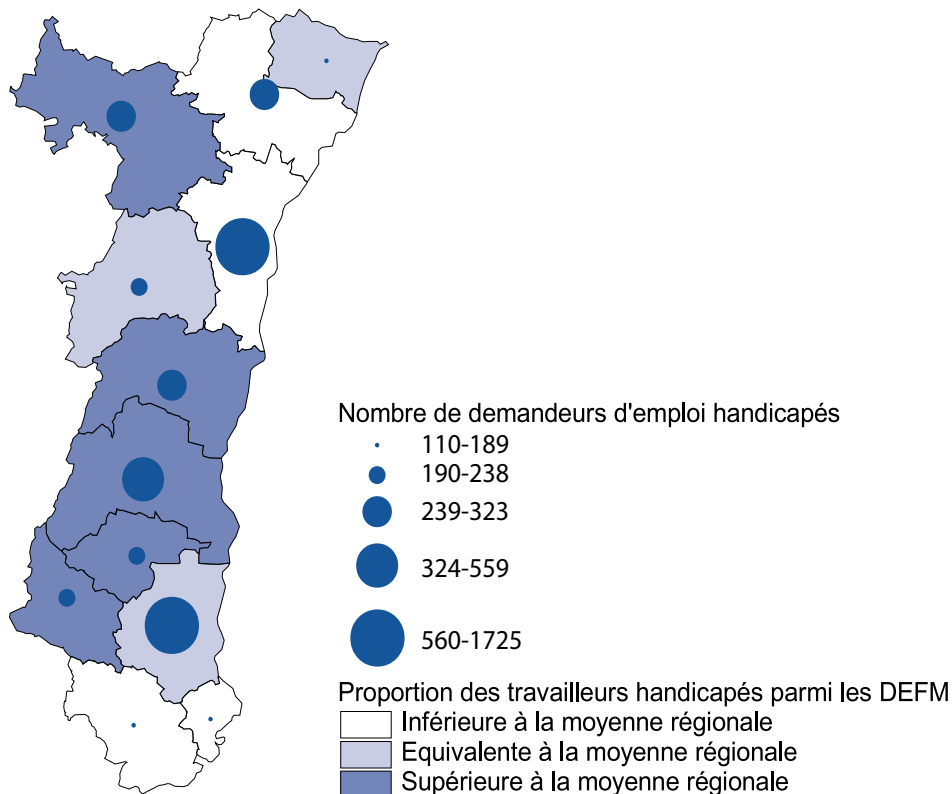 Nombre de demandeurs d'emploi handicapés
110-189
190-238
239-323
324-559
560-1725
Proportion des travailleurs handicapés parmi les DEFM
Inférieure à la moyenne régionale
Equivalente à la moyenne régionale
Supérieure à la moyenne régionale